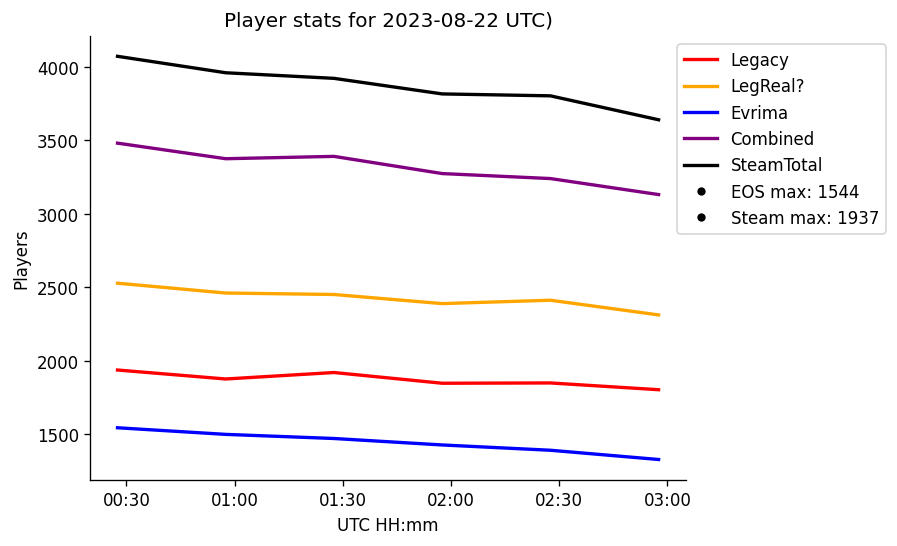 Player stats for 2023-08-22 UTC)
Legacy
LegReal?
Evrima
Combined
SteamTotal
EOS max: 1544
Steam max: 1937
Players
4000
3500
3000
2500
2000
1500
00:30 01:00 01:30 02:00 02:30 03:00
UTC HH:mm